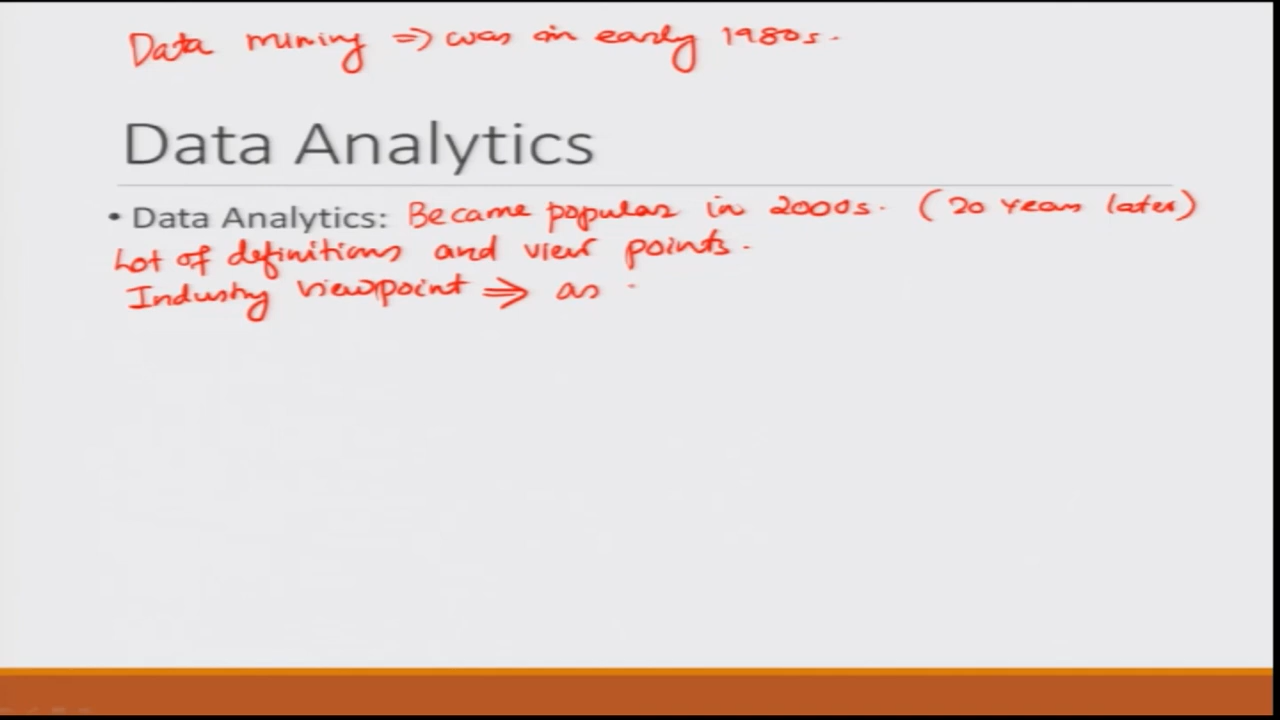 Data mining => was in early 1980s.
Data Analytics
• Data Analytics: Became popular in 2000s. (20 years later)
Lot of definitions and view points.
Industry viewpoint => as